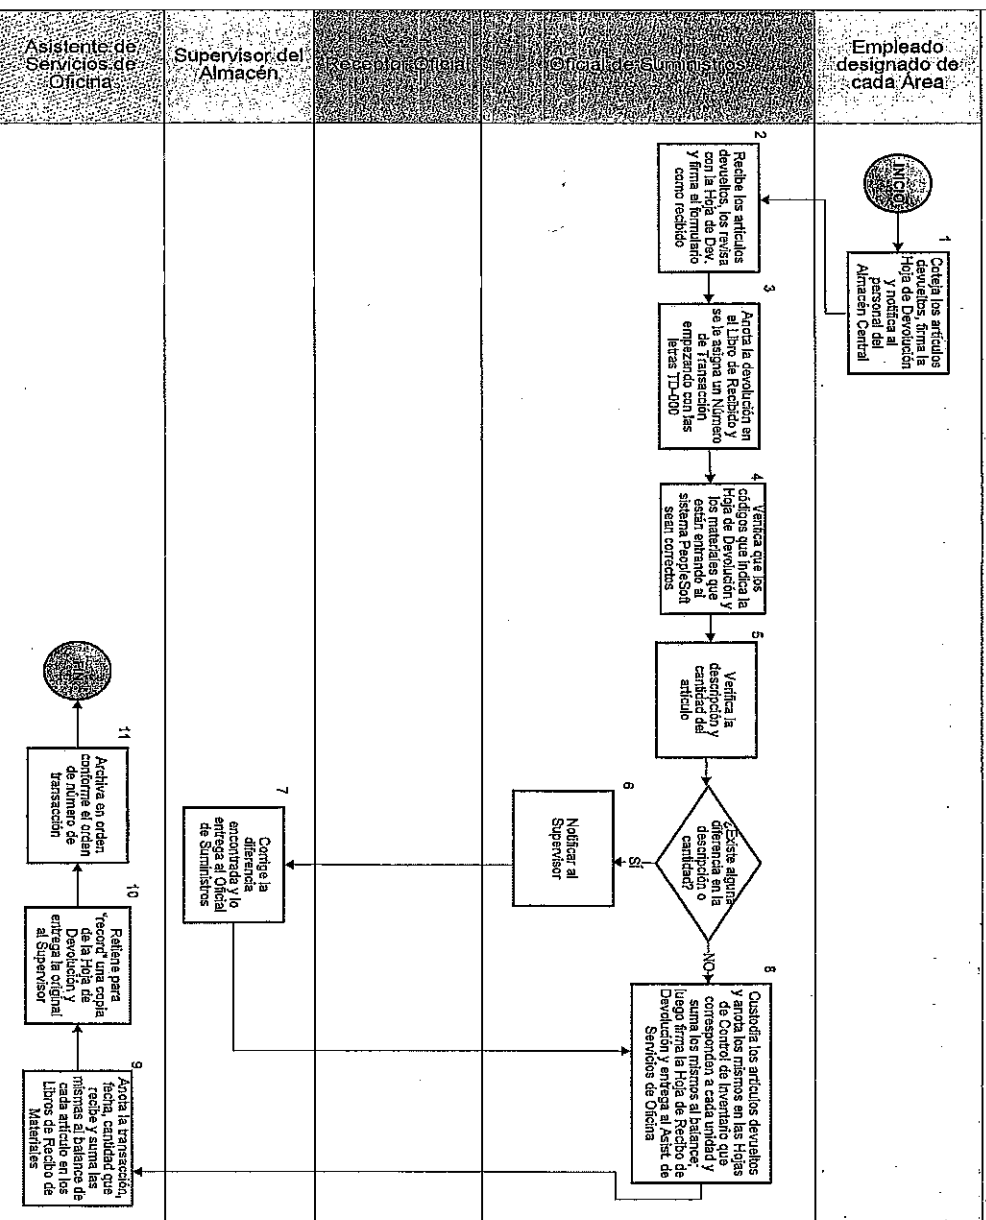 Asistente de
Servicios de
Oficina
Supervisor del
Almacén
Receptor Oficial
Oficial de Suministros
Empleado
designado de
cada Área
INICIO
1
Coteja los artículos
devueltos, firma la
Hoja de Devolución
y notifica al
personal del
Almacén Central
2
Recibe los artículos
devueltos, los revisa
con la Hoja de Dev.
y firma el formulario
como recibido
3
Anota la devolución en
el Libro de Recibido y
se le asigna un Número
de Transacción
empezando con las
letras TD-000
4
Verifica que los
códigos que indica la
Hoja de Devolución y
los materiales que
están entrando al
sistema PeopleSoft
sean correctos
5
Verifica la
descripción y
cantidad del
artículo
¿Existe alguna
diferencia en la
descripción o
cantidad?
SÍ
NO
6
Notificar al
Supervisor
7
Corrige la
diferencia
encontrada y lo
entrega al Oficial
de Suministros
8
Custodia los artículos devueltos
y anota los mismos en las Hojas
de Control de Inventario que
corresponden a cada unidad y
suma los mismos al balance;
luego firma la Hoja de Recibo de
Devolución y entrega al Asist. de
Servicios de Oficina
9
Anota la transacción,
fecha, cantidad que
recibe y suma las
mismas al balance de
cada artículo en los
Libros de Recibo de
Materiales
10
Retiene para
"record" una copia
de la Hoja de
Devolución y
entrega la original
al Supervisor
11
Archiva en orden
conforme el orden
de número de
transacción
FIN